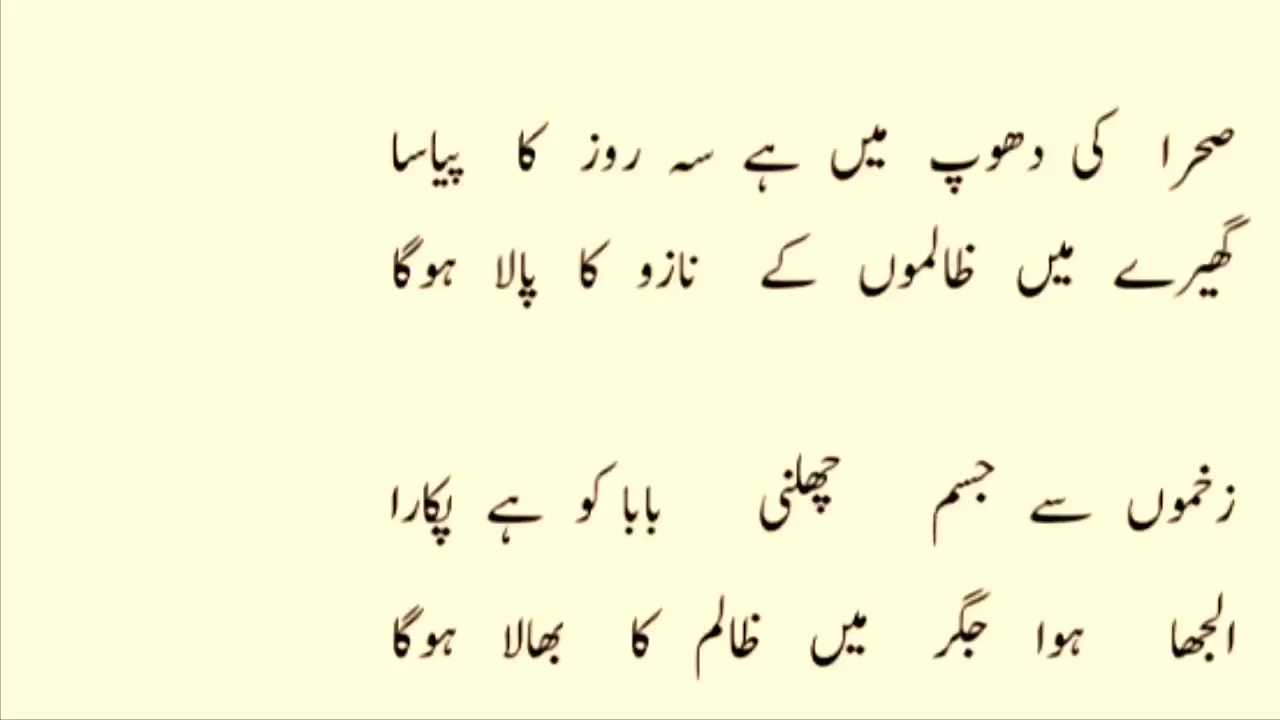 صحرا کی دھوپ میں ہے سہ روز کا پیاسا
گھیرے میں ظالموں کے نازو کا پالا ہوگا
زخموں سے جسم چھلنی بابا کو ہے پکارا
الجھا ہوا جگر میں ظالم کا بھالا ہوگا